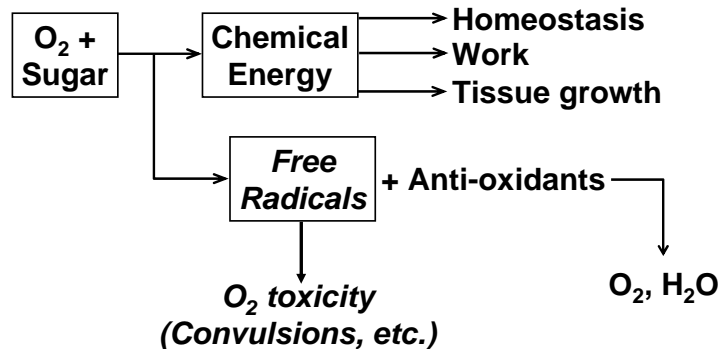 O₂ +
Sugar
Chemical
Energy
Homeostasis
Work
Tissue growth
Free
Radicals
+ Anti-oxidants
O₂ toxicity
(Convulsions, etc.)
O₂, H₂O